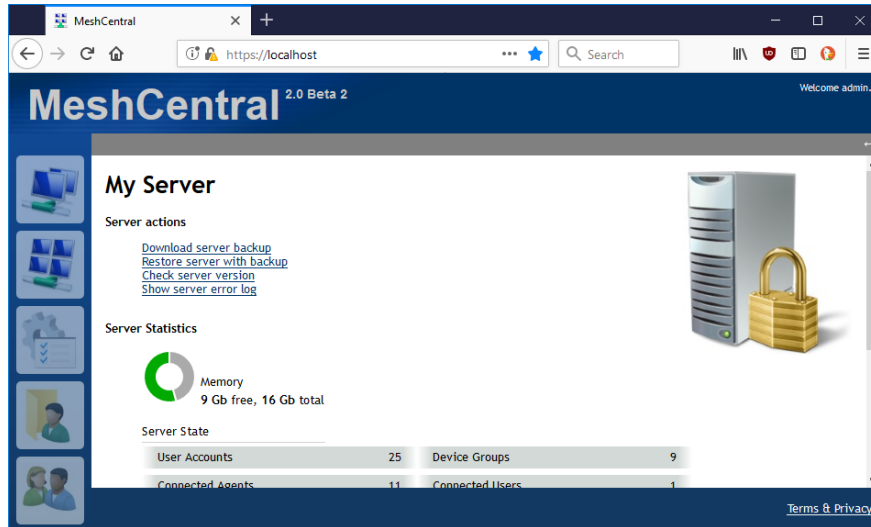 MeshCentral
https://localhost
Search
MeshCentral 2.0 Beta 2
Welcome admin.
My Server
Server actions
Download server backup
Restore server with backup
Check server version
Show server error log
Server Statistics
Memory
9 Gb free, 16 Gb total
Server State
User Accounts 25 Device Groups 9
Connected Agents 11 Connected Users 1
Terms & Privacy